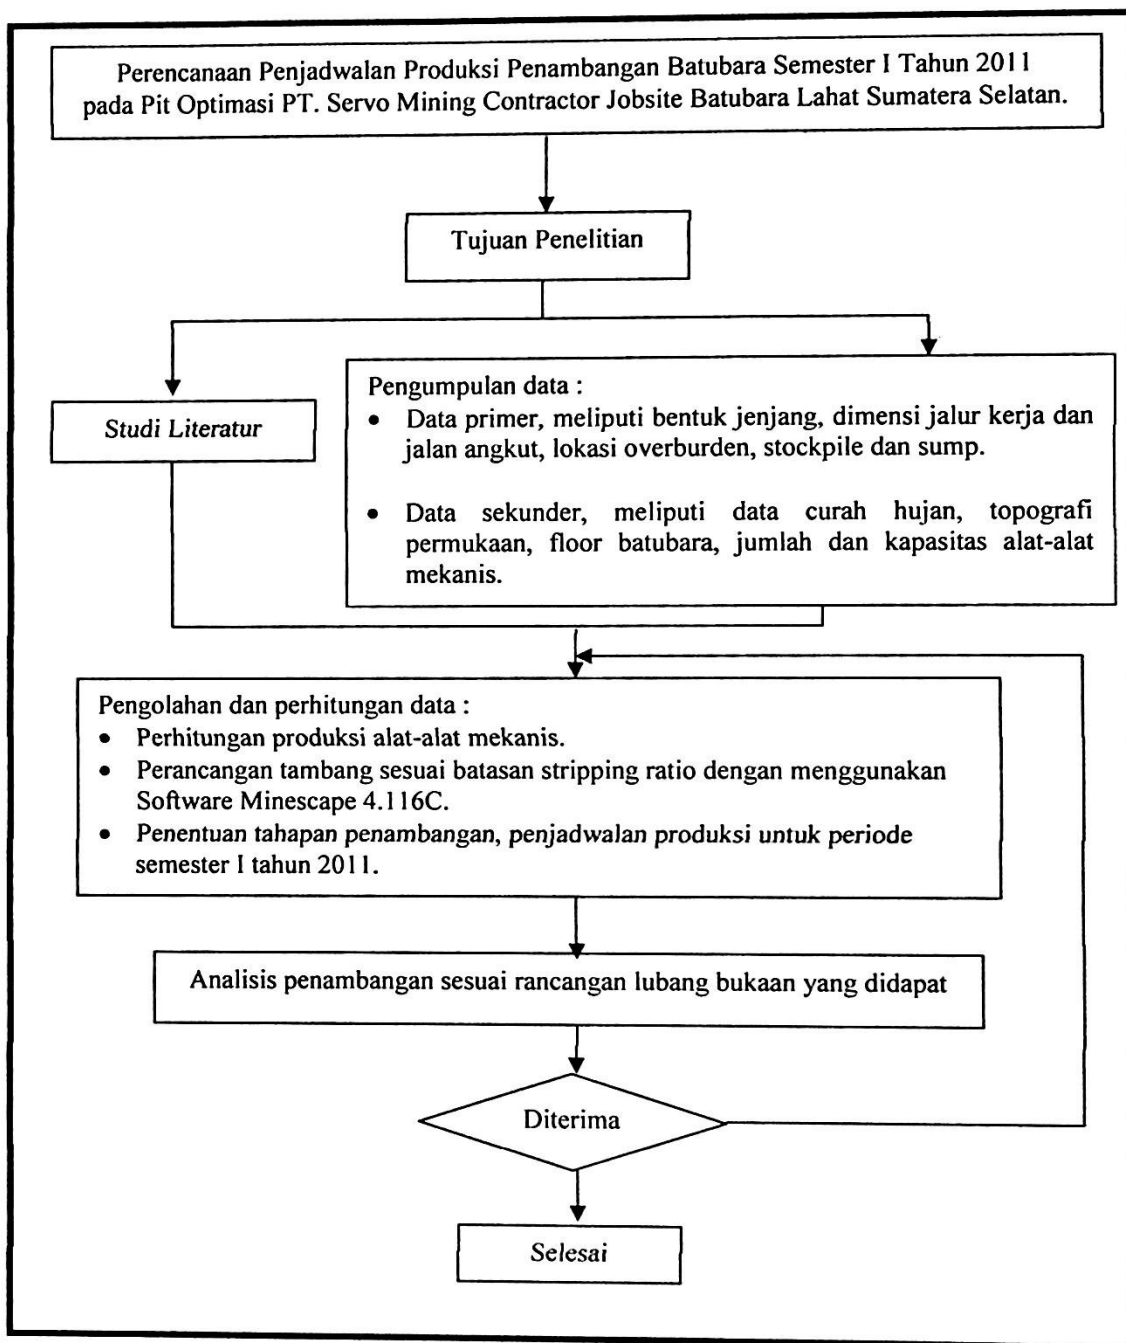 Perencanaan Penjadwalan Produksi Penambangan Batubara Semester I Tahun 2011
pada Pit Optimasi PT. Servo Mining Contractor Jobsite Batubara Lahat Sumatera Selatan.
Tujuan Penelitian
Studi Literatur
Pengumpulan data :
• Data primer, meliputi bentuk jenjang, dimensi jalur kerja dan
jalan angkut, lokasi overburden, stockpile dan sump.
• Data sekunder, meliputi data curah hujan, topografi
permukaan, floor batubara, jumlah dan kapasitas alat-alat
mekanis.
Pengolahan dan perhitungan data :
• Perhitungan produksi alat-alat mekanis.
• Perancangan tambang sesuai batasan stripping ratio dengan menggunakan
Software Minescape 4.116C.
• Penentuan tahapan penambangan, penjadwalan produksi untuk periode
semester I tahun 2011.
Analisis penambangan sesuai rancangan lubang bukaan yang didapat
Diterima
Selesai